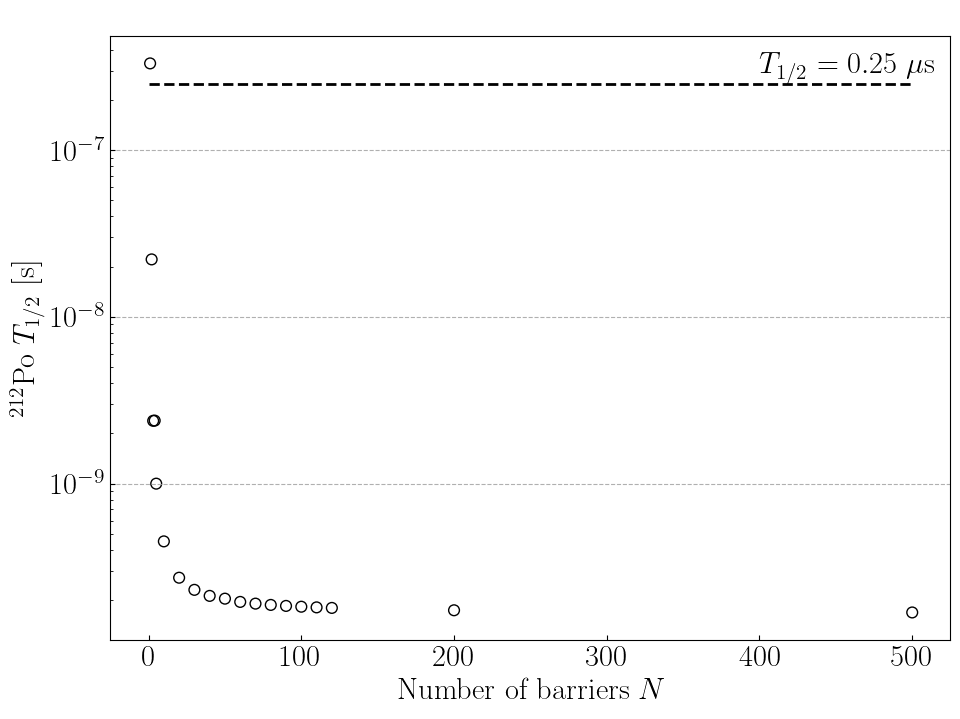 T₁/₂ = 0.25 μs
10⁻⁷
10⁻⁸
10⁻⁹
²¹²Po T₁/₂ [s]
0 100 200 300 400 500
Number of barriers N